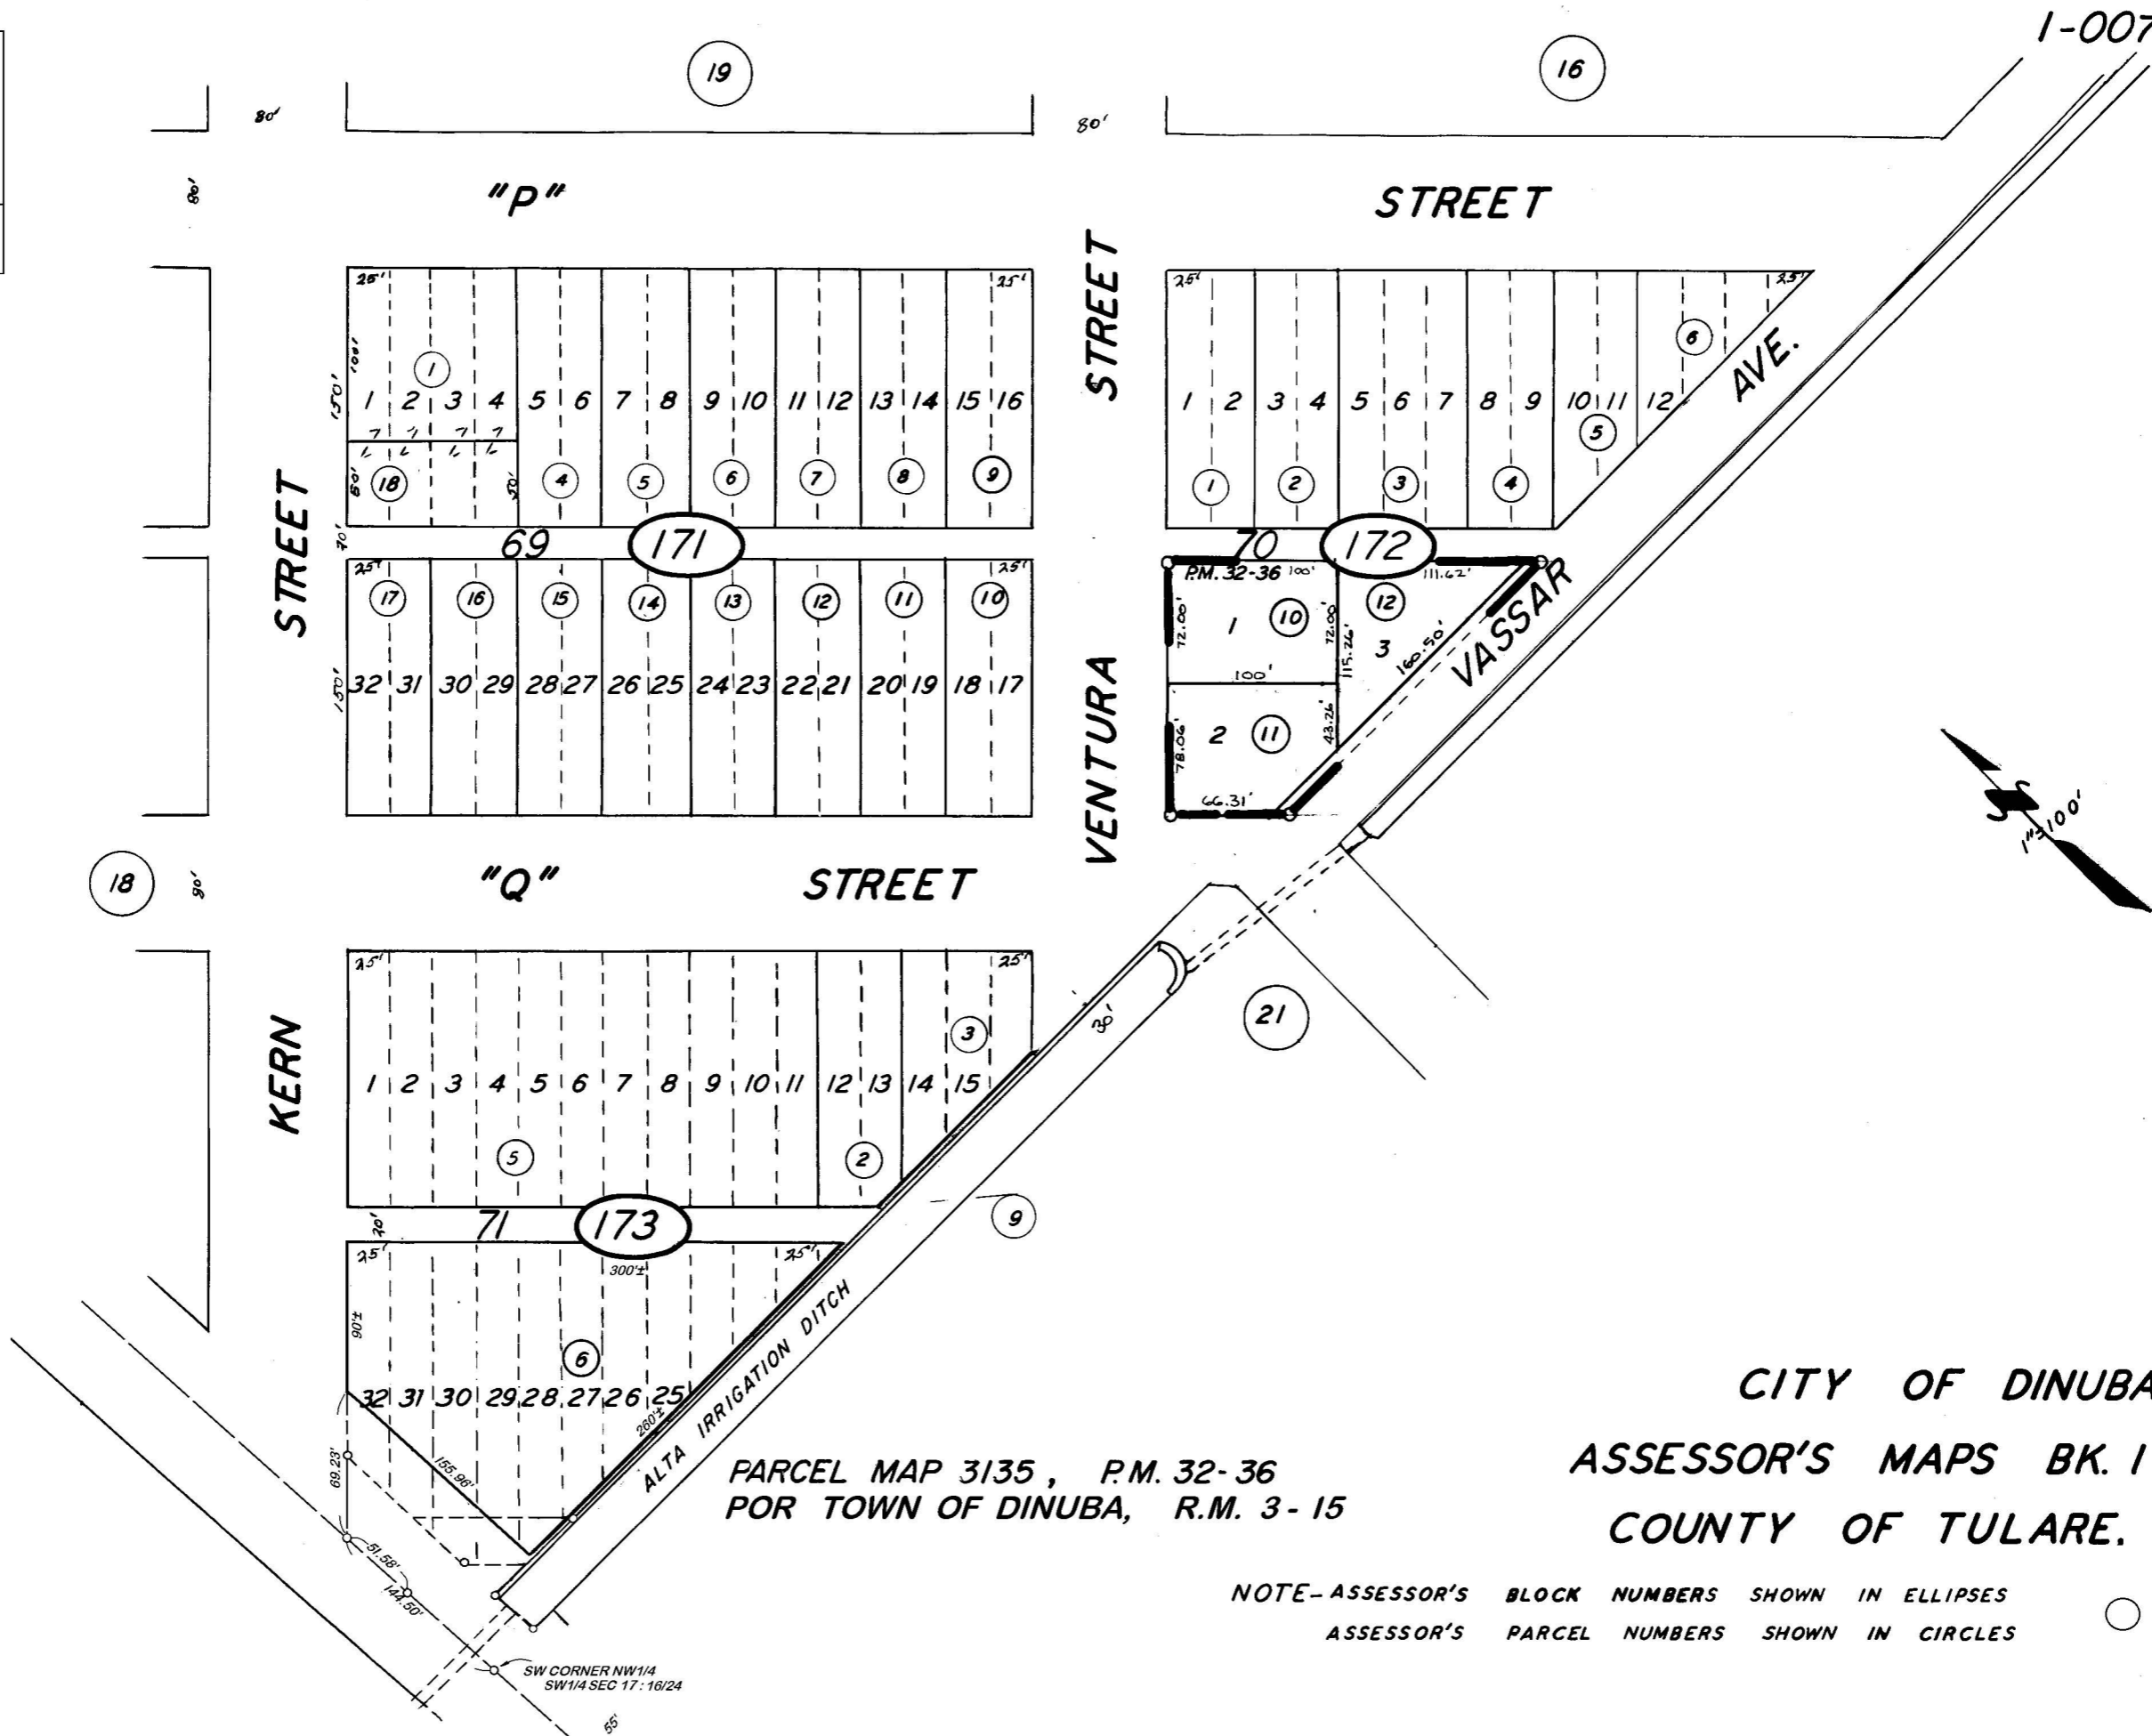 1-007
19
16
80'
80'
80'
"P" STREET
STREET
25' 25'
25' 25'
150'
100'
1
6
1 2 3 4 5 6 7 8 9 10 11 12 13 14 15 16
1 2 3 4 5 6 7 8 9 10 11 12
AVE.
5
50'
18
50'
4 5 6 7 8 9
1 2 3 4
STREET
69
171
70
172
25' 25'
P.M. 32-36 100' 111.62'
17 16 15 14 13 12 11 10
72.00'
1
10
72.00'
115.26'
12
3
160.50'
VASSAR
150'
32 31 30 29 28 27 26 25 24 23 22 21 20 19 18 17
100'
VENTURA
78.06'
2
11
43.26'
66.31'
1"=100'
18
80'
"Q" STREET
25' 25'
30'
21
3
KERN
1 2 3 4 5 6 7 8 9 10 11 12 13 14 15
5
2
20'
71
173
9
25' 25'
300'±
90'±
6
32 31 30 29 28 27 26 25
260'±
ALTA IRRIGATION DITCH
69.23'
155.96'
51.58'
144.50'
PARCEL MAP 3135, P.M. 32-36
POR TOWN OF DINUBA, R.M. 3-15
CITY OF DINUBA
ASSESSOR'S MAPS BK. 1
COUNTY OF TULARE.
NOTE- ASSESSOR'S BLOCK NUMBERS SHOWN IN ELLIPSES
ASSESSOR'S PARCEL NUMBERS SHOWN IN CIRCLES
SW CORNER NW1/4
SW1/4 SEC 17 : 16/24
55'